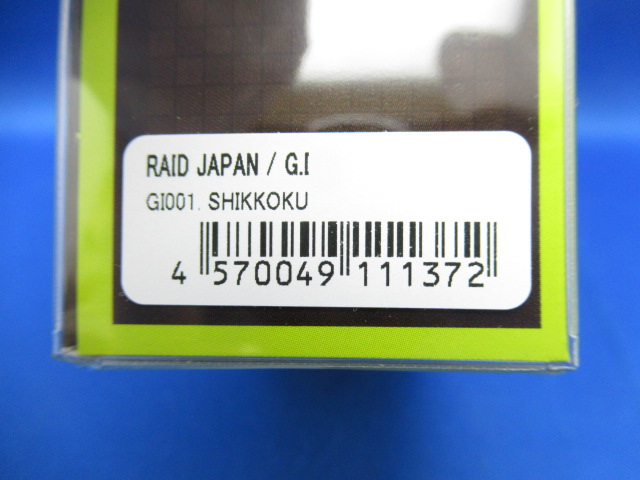 RAID JAPAN / G.I
GI001. SHIKKOKU
4 570049 111372